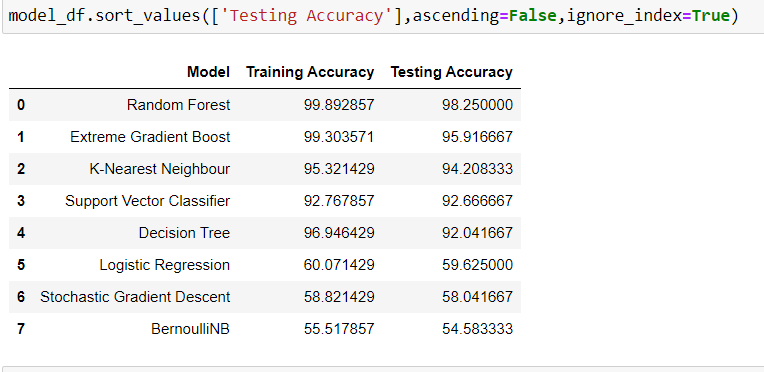 model_df.sort_values(['Testing Accuracy'],ascending=False,ignore_index=True)
Model Training Accuracy Testing Accuracy
0 Random Forest 99.892857 98.250000
1 Extreme Gradient Boost 99.303571 95.916667
2 K-Nearest Neighbour 95.321429 94.208333
3 Support Vector Classifier 92.767857 92.666667
4 Decision Tree 96.946429 92.041667
5 Logistic Regression 60.071429 59.625000
6 Stochastic Gradient Descent 58.821429 58.041667
7 BernoulliNB 55.517857 54.583333